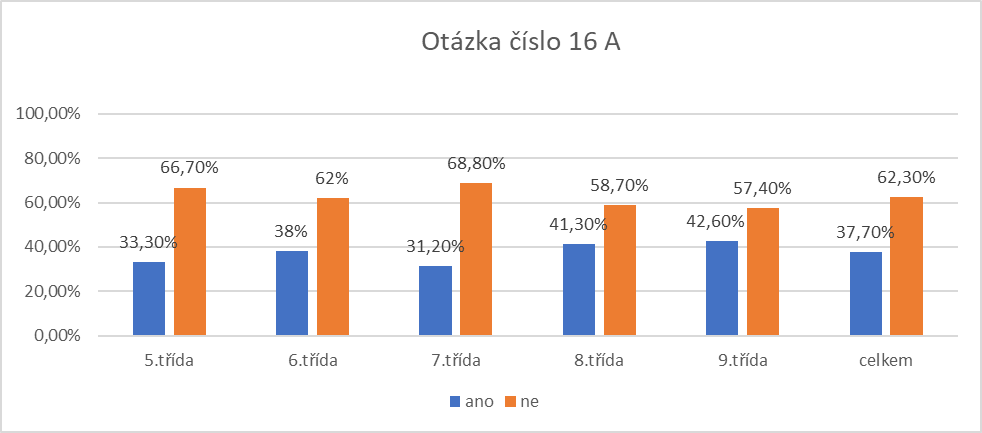 Otázka číslo 16 A
100,00%
80,00%
60,00%
40,00%
20,00%
0,00%
66,70%
62%
68,80%
58,70%
57,40%
62,30%
33,30%
38%
31,20%
41,30%
42,60%
37,70%
5.třída
6.třída
7.třída
8.třída
9.třída
celkem
ano
ne